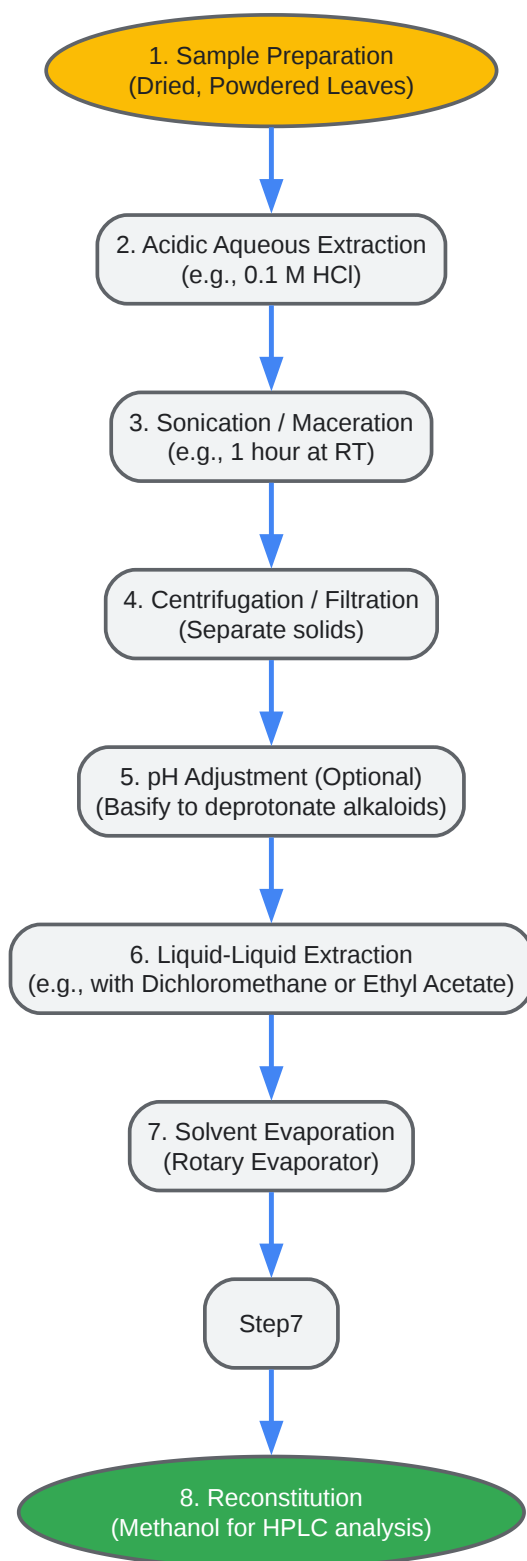 1. Sample Preparation
(Dried, Powdered Leaves)
2. Acidic Aqueous Extraction
(e.g., 0.1 M HCl)
3. Sonication / Maceration
(e.g., 1 hour at RT)
4. Centrifugation / Filtration
(Separate solids)
5. pH Adjustment (Optional)
(Basify to deprotonate alkaloids)
6. Liquid-Liquid Extraction
(e.g., with Dichloromethane or Ethyl Acetate)
7. Solvent Evaporation
(Rotary Evaporator)
Step7
8. Reconstitution
(Methanol for HPLC analysis)